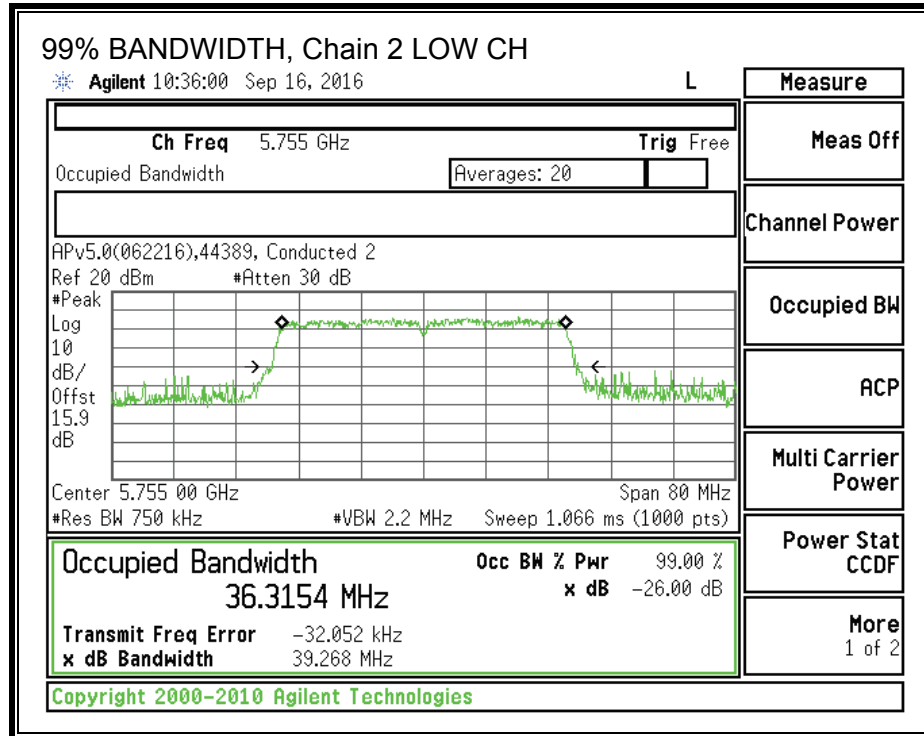 99% BANDWIDTH, Chain 2 LOW CH
Agilent 10:36:00 Sep 16, 2016 L
Measure
Ch Freq 5.755 GHz Trig Free
Occupied Bandwidth Averages: 20
Meas Off
Channel Power
Occupied BW
ACP
Multi Carrier
Power
Power Stat
CCDF
More
1 of 2
APv5.0(062216),44389, Conducted 2
Ref 20 dBm #Atten 30 dB
#Peak
Log
10
dB/
Offst
15.9
dB
Center 5.755 00 GHz Span 80 MHz
#Res BW 750 kHz #VBW 2.2 MHz Sweep 1.066 ms (1000 pts)
Occupied Bandwidth Occ BW % Pwr 99.00 %
36.3154 MHz x dB -26.00 dB
Transmit Freq Error -32.052 kHz
x dB Bandwidth 39.268 MHz
Copyright 2000-2010 Agilent Technologies